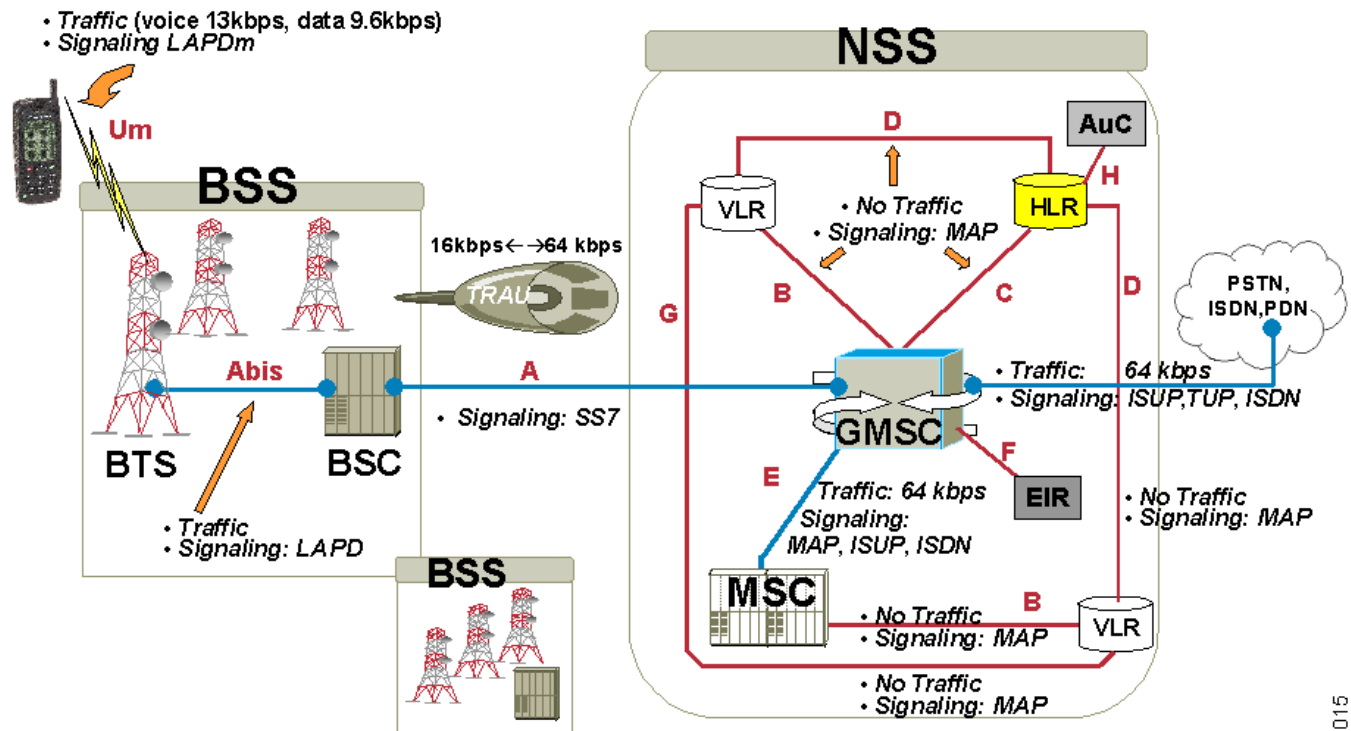 • Traffic (voice 13kbps, data 9.6kbps)
• Signaling LAPDm
Um
BSS
16kbps←→64 kbps
TRAU
Abis
A
• Signaling: SS7
BTS
BSC
• Traffic
• Signaling: LAPD
BSS
NSS
D
AuC
H
VLR
HLR
• No Traffic
• Signaling: MAP
B
C
D
G
PSTN,
ISDN,PDN
• Traffic: 64 kbps
• Signaling: ISUP,TUP, ISDN
GMSC
F
EIR
E
Traffic: 64 kbps
Signaling:
MAP, ISUP, ISDN
• No Traffic
• Signaling: MAP
MSC
B
• No Traffic
• Signaling: MAP
VLR
• No Traffic
• Signaling: MAP
015